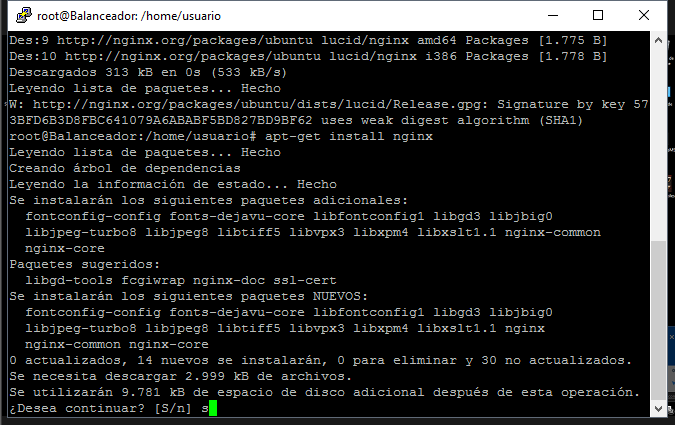 root@Balanceador: /home/usuario
Des:9 http://nginx.org/packages/ubuntu lucid/nginx amd64 Packages [1.775 B]
Des:10 http://nginx.org/packages/ubuntu lucid/nginx i386 Packages [1.778 B]
Descargados 313 kB en 0s (533 kB/s)
Leyendo lista de paquetes... Hecho
W: http://nginx.org/packages/ubuntu/dists/lucid/Release.gpg: Signature by key 57
3BFD6B3D8FBC641079A6ABABF5BD827BD9BF62 uses weak digest algorithm (SHA1)
root@Balanceador:/home/usuario# apt-get install nginx
Leyendo lista de paquetes... Hecho
Creando árbol de dependencias
Leyendo la información de estado... Hecho
Se instalarán los siguientes paquetes adicionales:
  fontconfig-config fonts-dejavu-core libfontconfig1 libgd3 libjbig0
  libjpeg-turbo8 libjpeg8 libtiff5 libvpx3 libxpm4 libxslt1.1 nginx-common
  nginx-core
Paquetes sugeridos:
  libgd-tools fcgiwrap nginx-doc ssl-cert
Se instalarán los siguientes paquetes NUEVOS:
  fontconfig-config fonts-dejavu-core libfontconfig1 libgd3 libjbig0
  libjpeg-turbo8 libjpeg8 libtiff5 libvpx3 libxpm4 libxslt1.1 nginx
  nginx-common nginx-core
0 actualizados, 14 nuevos se instalarán, 0 para eliminar y 30 no actualizados.
Se necesita descargar 2.999 kB de archivos.
Se utilizarán 9.781 kB de espacio de disco adicional después de esta operación.
¿Desea continuar? [S/n] s